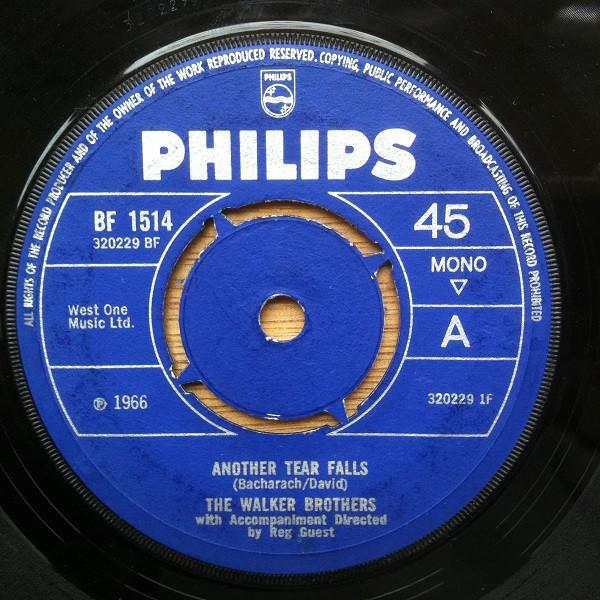 ALL RIGHTS OF THE RECORD PRODUCER AND OF THE OWNER OF THE WORK REPRODUCED RESERVED. COPYING, PUBLIC PERFORMANCE AND BROADCASTING OF THIS RECORD PROHIBITED
PHILIPS
PHILIPS
BF 1514
320229 BF
45
MONO
West One
Music Ltd.
A
℗ 1966
320229 1F
ANOTHER TEAR FALLS
(Bacharach/David)
THE WALKER BROTHERS
with Accompaniment Directed
by Reg Guest